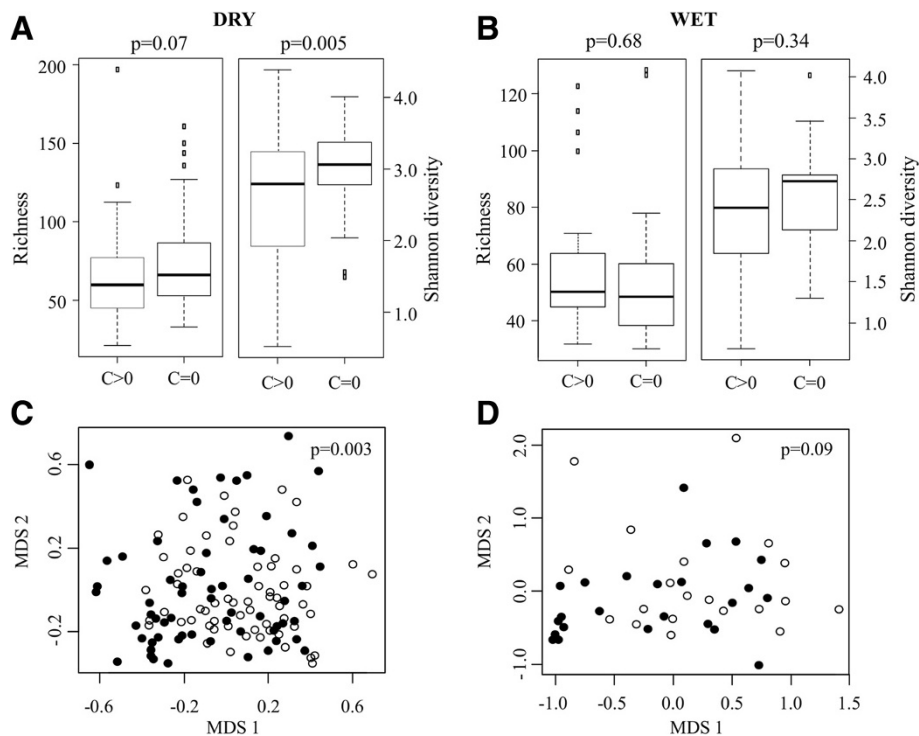 A
DRY
p=0.07
p=0.005
200
150
100
50
Richness
4.0
3.0
2.0
1.0
Shannon diversity
C>0
C=0
C>0
C=0
B
WET
p=0.68
p=0.34
120
100
80
60
40
Richness
4.0
3.5
3.0
2.5
2.0
1.5
1.0
Shannon diversity
C>0
C=0
C>0
C=0
C
p=0.003
0.6
0.2
-0.2
MDS 2
-0.6
-0.2
0.2
0.6
MDS 1
D
p=0.09
2.0
1.0
0.0
-1.0
MDS 2
-1.0
-0.5
0.0
0.5
1.0
1.5
MDS 1